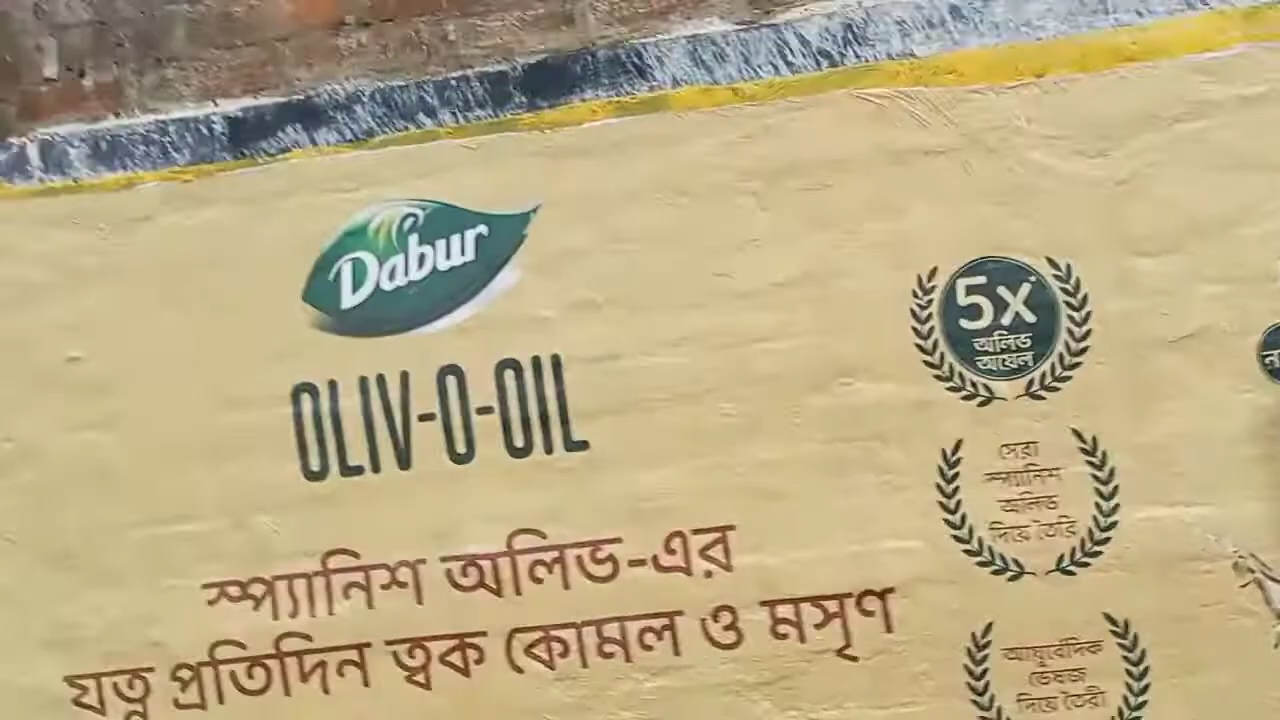 Dabur
OLIV-O-OIL
স্প্যানিশ অলিভ-এর
যত্ন প্রতিদিন ত্বক কোমল ও মসৃণ
5x
অলিভ
অয়েল
সেরা
স্প্যানিশ
অলিভ
দিয়ে তৈরি
আয়ুর্বেদিক
ভেষজ
দিয়ে তৈরী